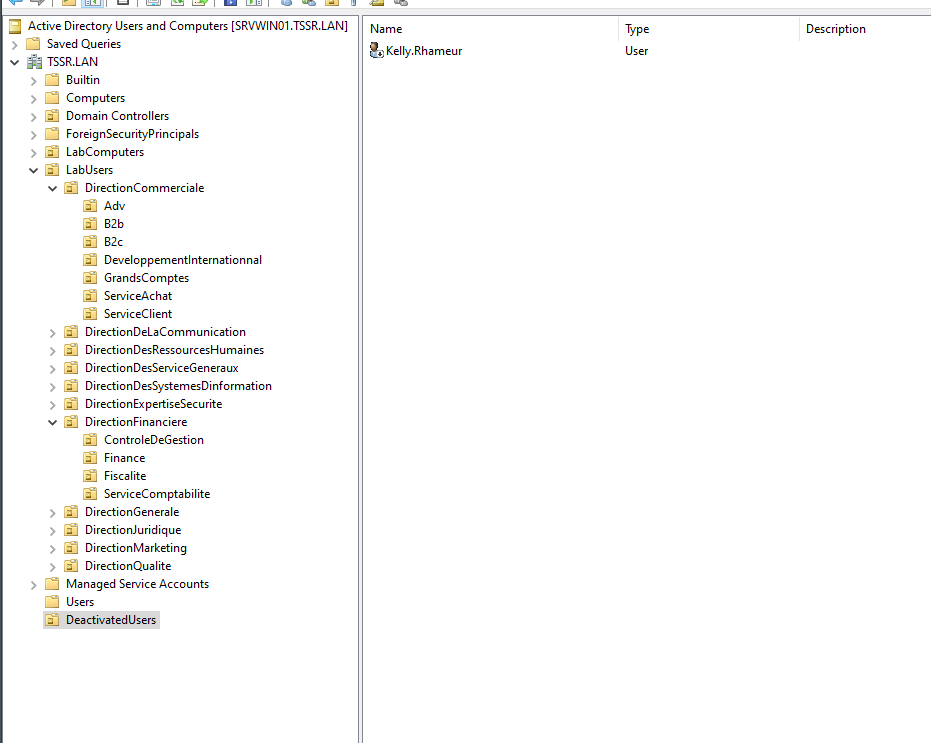 Active Directory Users and Computers [SRVWIN01.TSSR.LAN]
Saved Queries
TSSR.LAN
Builtin
Computers
Domain Controllers
ForeignSecurityPrincipals
LabComputers
LabUsers
DirectionCommerciale
Adv
B2b
B2c
DeveloppementInternationnal
GrandsComptes
ServiceAchat
ServiceClient
DirectionDeLaCommunication
DirectionDesRessourcesHumaines
DirectionDesServiceGeneraux
DirectionDesSystemesDinformation
DirectionExpertiseSecurite
DirectionFinanciere
ControleDeGestion
Finance
Fiscalite
ServiceComptabilite
DirectionGenerale
DirectionJuridique
DirectionMarketing
DirectionQualite
Managed Service Accounts
Users
DeactivatedUsers
Name Type Description
Kelly.Rhameur User